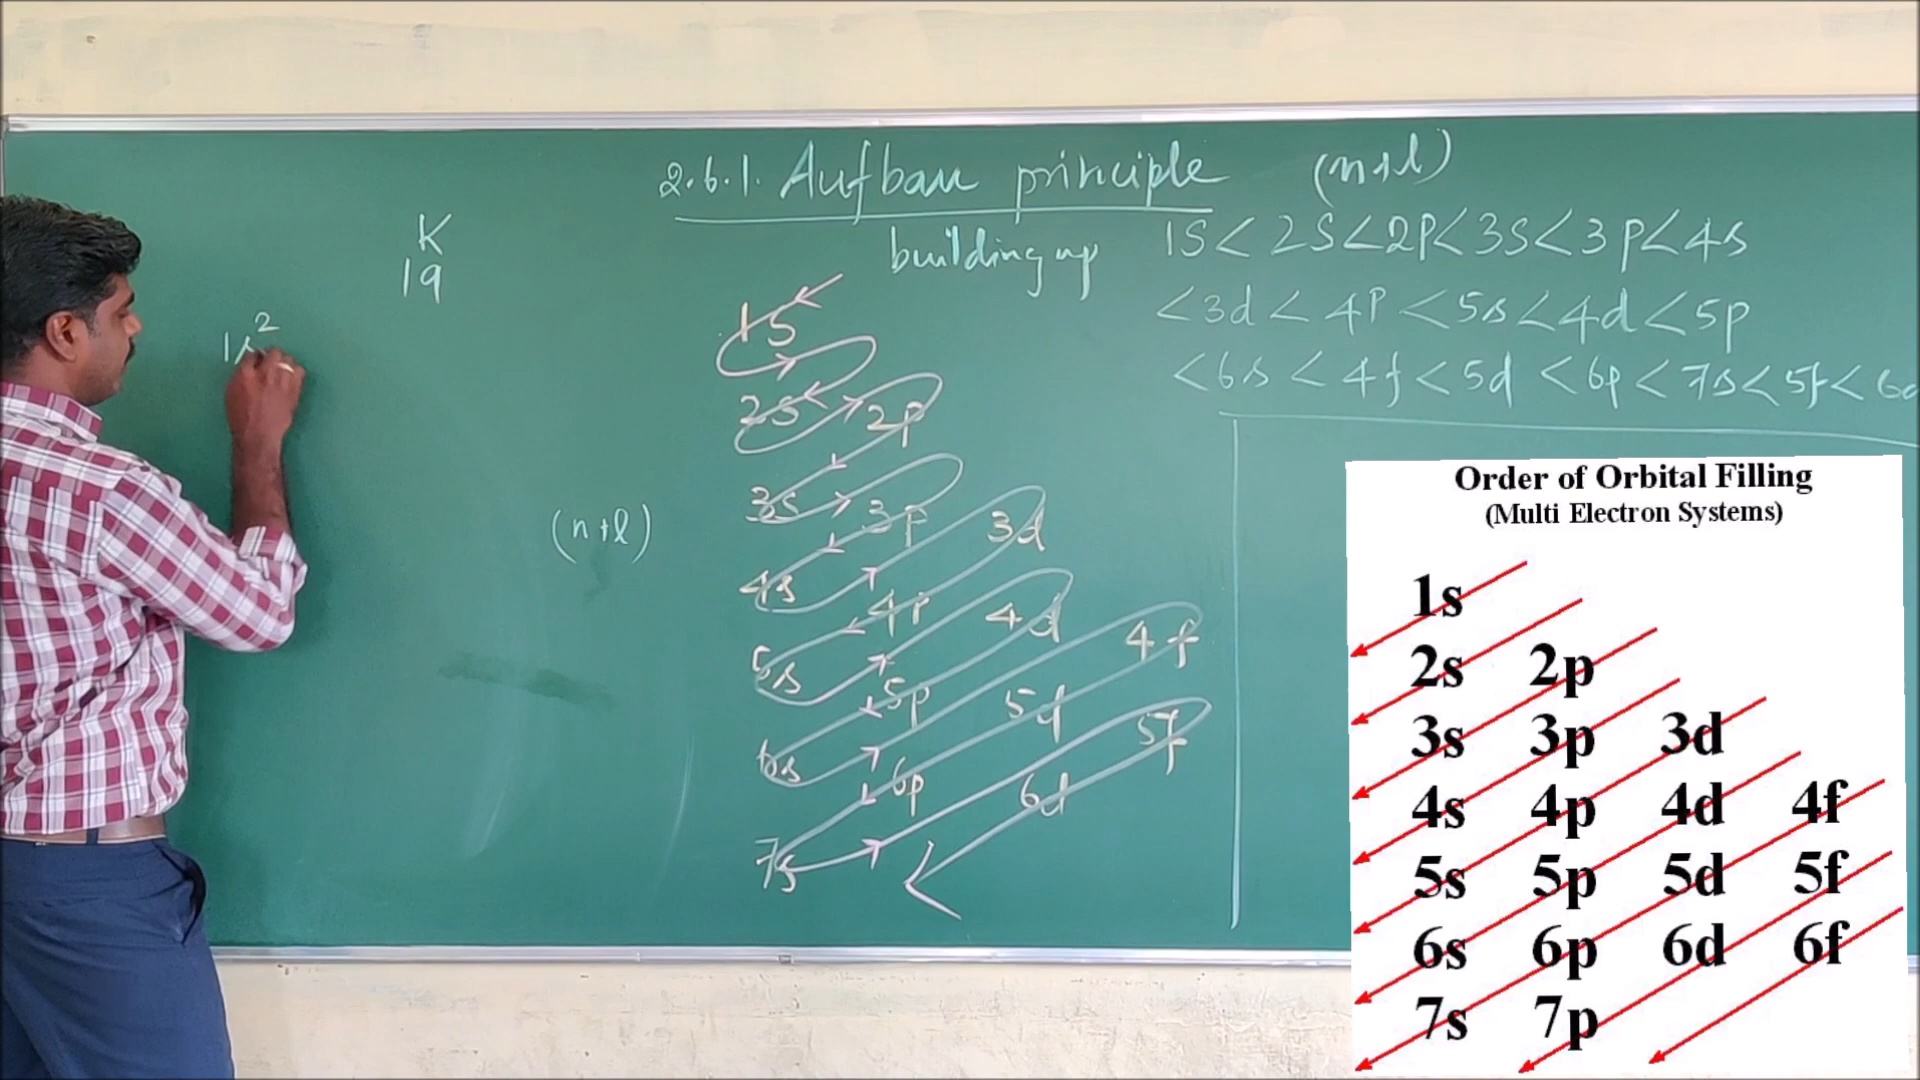 2.6.1. Aufbau principle (n+l)
building up
1s < 2s < 2p < 3s < 3p < 4s
< 3d < 4p < 5s < 4d < 5p
< 6s < 4f < 5d < 6p < 7s < 5f < 6d
K
19
1s²
(n+l)
1s
2s 2p
3s 3p 3d
4s 4p 4d 4f
5s 5p 5d 5f
6s 6p 6d
7s
Order of Orbital Filling
(Multi Electron Systems)
1s
2s 2p
3s 3p 3d
4s 4p 4d 4f
5s 5p 5d 5f
6s 6p 6d 6f
7s 7p